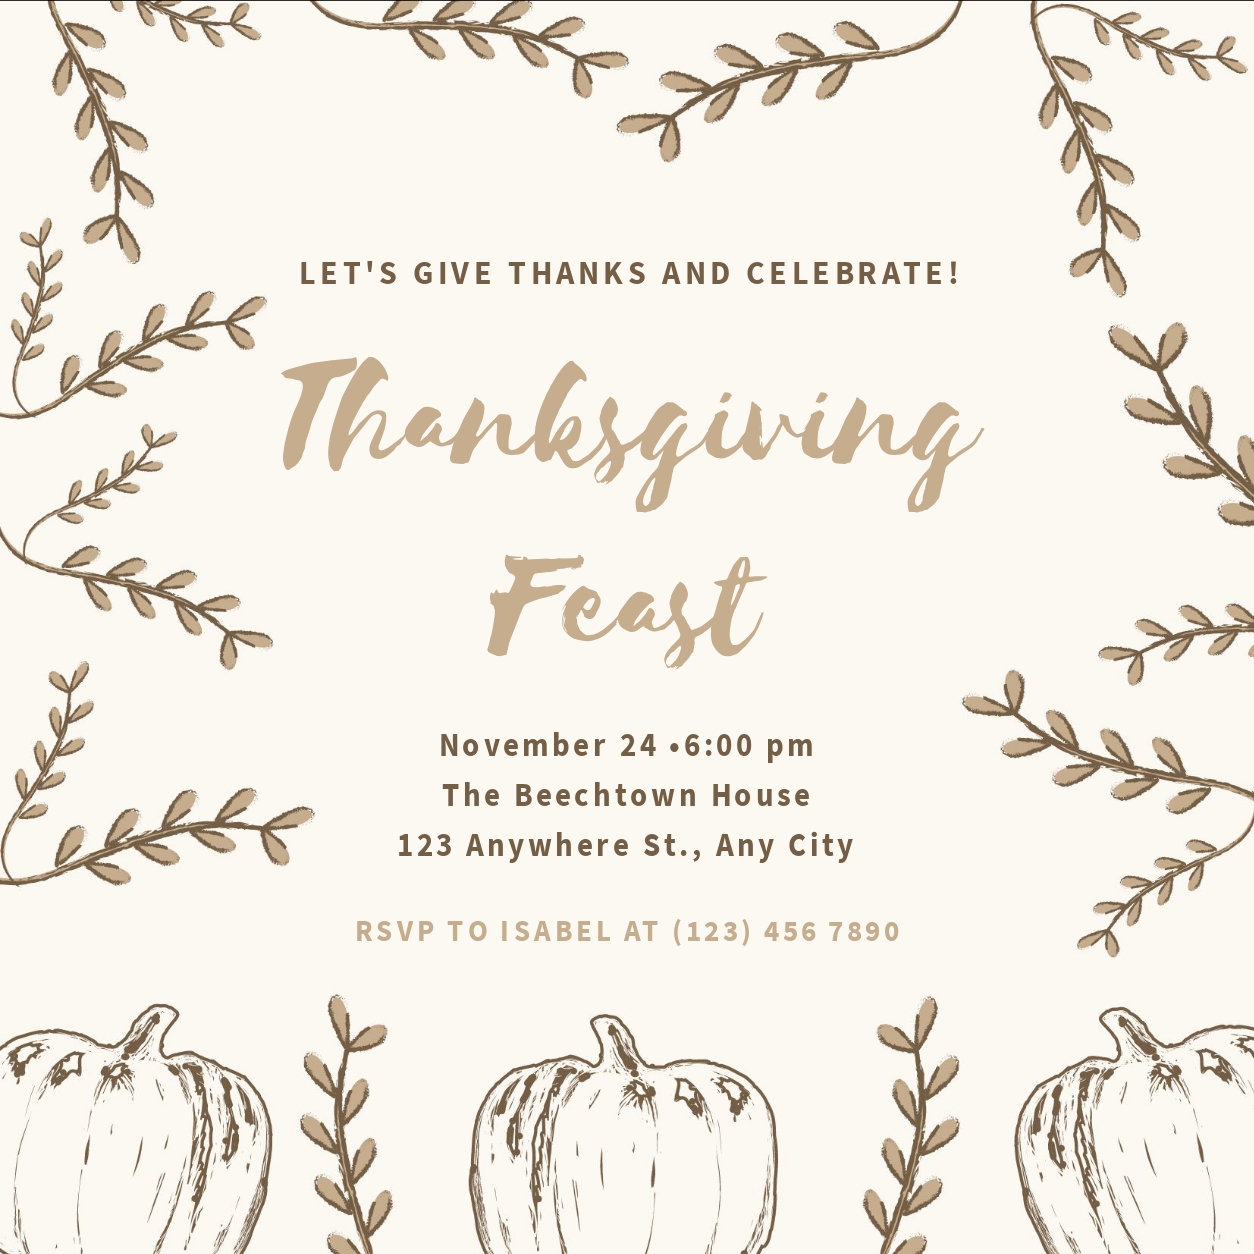 LET'S GIVE THANKS AND CELEBRATE!
Thanksgiving
Feast
November 24 •6:00 pm
The Beechtown House
123 Anywhere St., Any City
RSVP TO ISABEL AT (123) 456 7890